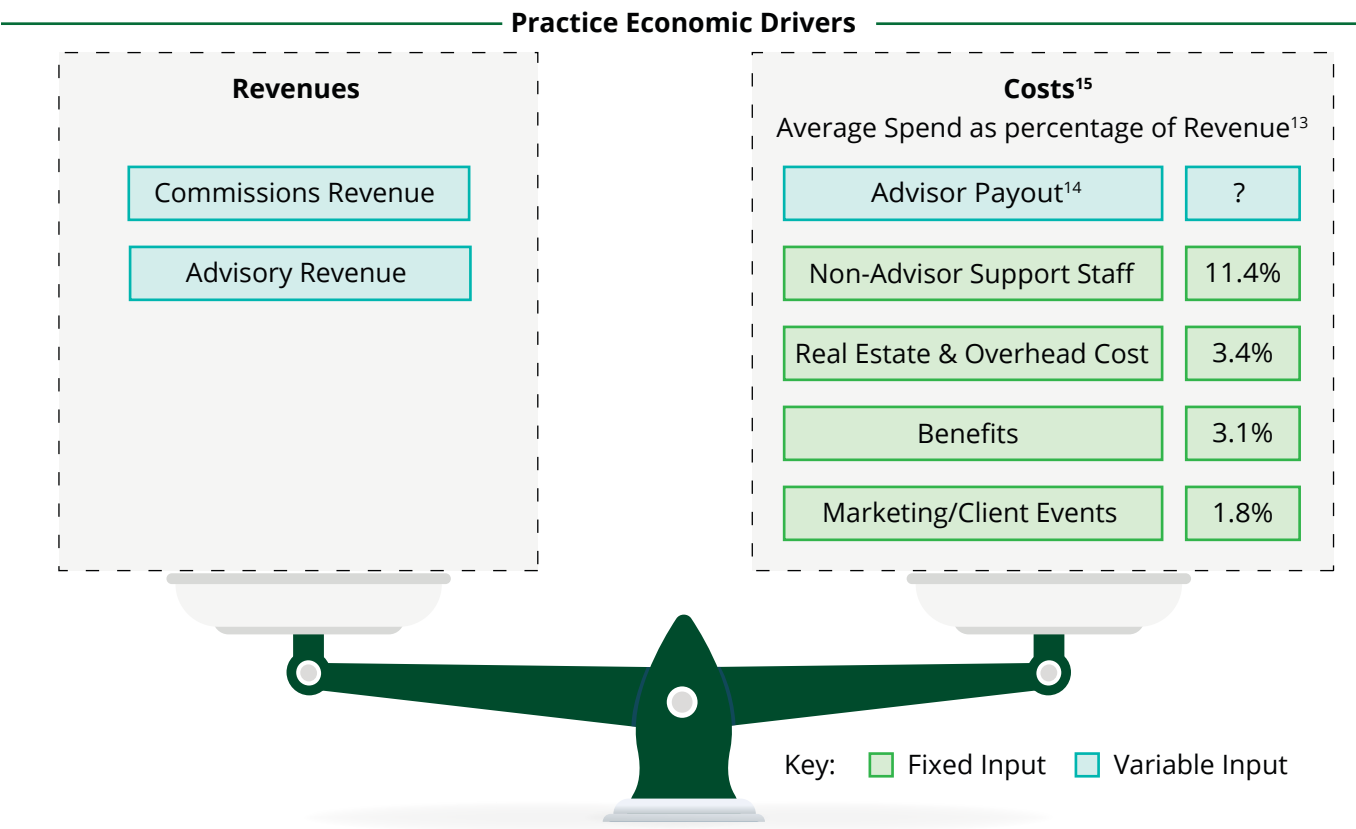 Practice Economic Drivers
Revenues
Commissions Revenue
Advisory Revenue
Costs¹⁵
Average Spend as percentage of Revenue¹³
Advisor Payout¹⁴ ?
Non-Advisor Support Staff 11.4%
Real Estate & Overhead Cost 3.4%
Benefits 3.1%
Marketing/Client Events 1.8%
Key: Fixed Input Variable Input